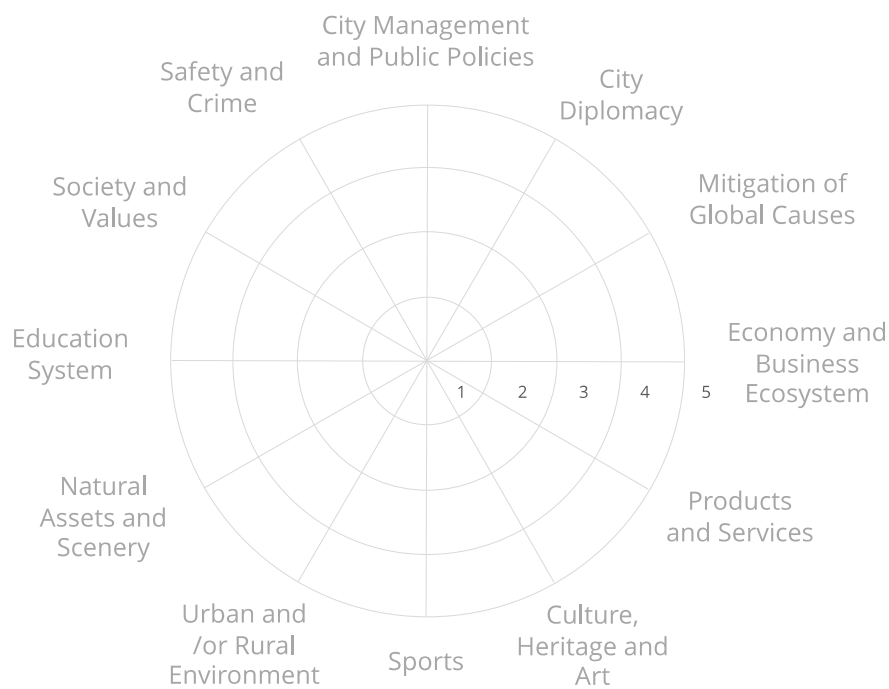 City Management
and Public Policies
City
Diplomacy
Mitigation of
Global Causes
Economy and
Business
Ecosystem
Products
and Services
Culture,
Heritage and
Art
Sports
Urban and
/or Rural
Environment
Natural
Assets and
Scenery
Education
System
Society and
Values
Safety and
Crime
1 2 3 4 5